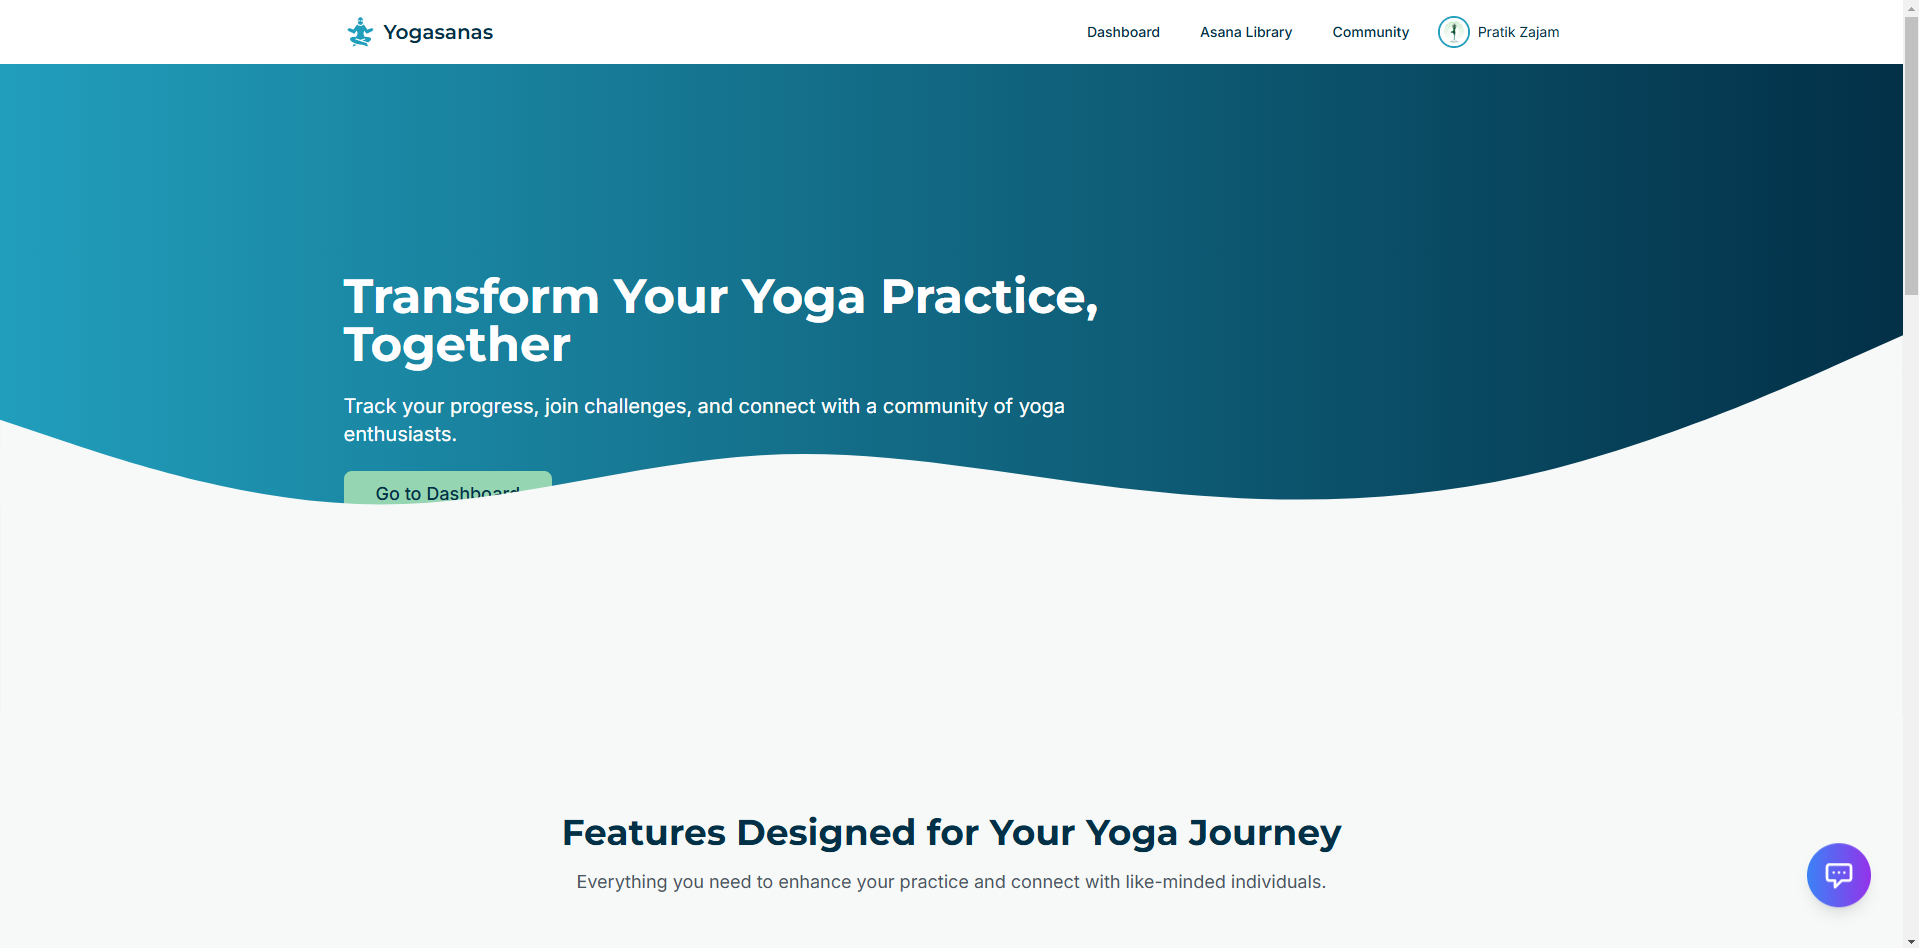 Yogasanas
Dashboard
Asana Library
Community
Pratik Zajam
Transform Your Yoga Practice,
Together
Track your progress, join challenges, and connect with a community of yoga
enthusiasts.
Go to Dashboard
Features Designed for Your Yoga Journey
Everything you need to enhance your practice and connect with like-minded individuals.